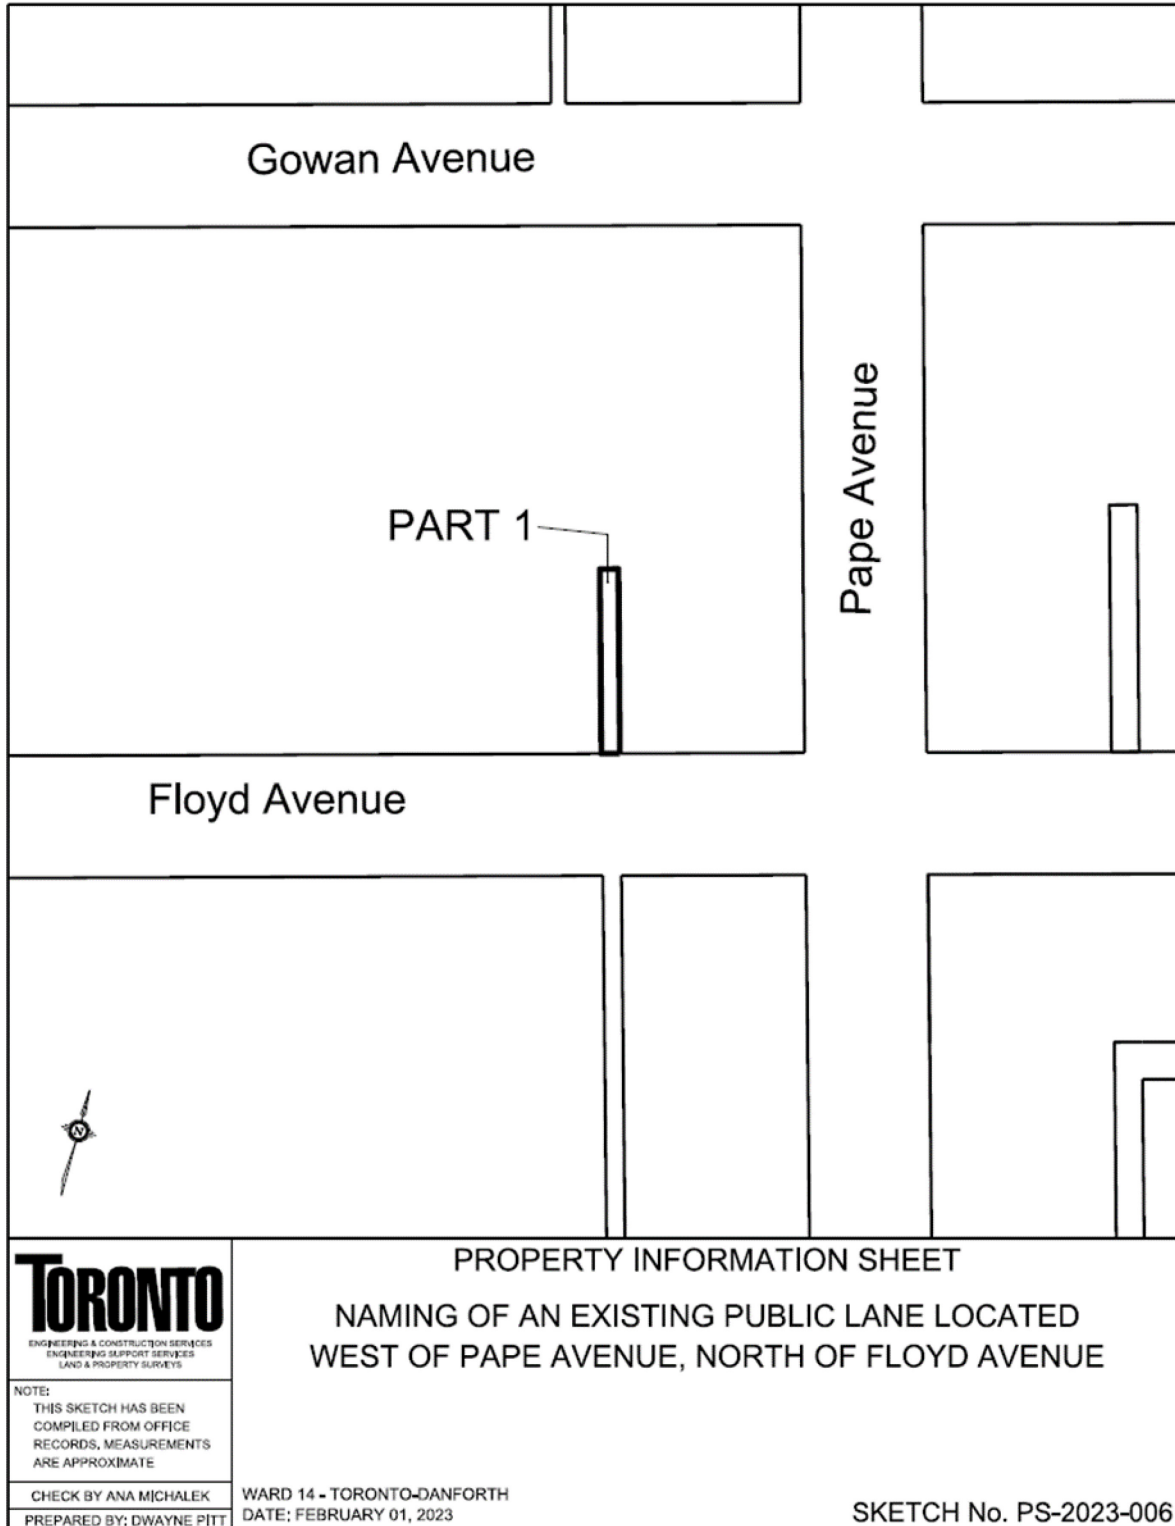 Gowan Avenue
Pape Avenue
PART 1
Floyd Avenue
N
TORONTO
ENGINEERING & CONSTRUCTION SERVICES
ENGINEERING SUPPORT SERVICES
LAND & PROPERTY SURVEYS
NOTE:
THIS SKETCH HAS BEEN
COMPILED FROM OFFICE
RECORDS, MEASUREMENTS
ARE APPROXIMATE
CHECK BY ANA MICHALEK
PREPARED BY: DWAYNE PITT
PROPERTY INFORMATION SHEET
NAMING OF AN EXISTING PUBLIC LANE LOCATED
WEST OF PAPE AVENUE, NORTH OF FLOYD AVENUE
WARD 14 - TORONTO-DANFORTH
DATE: FEBRUARY 01, 2023
SKETCH No. PS-2023-006